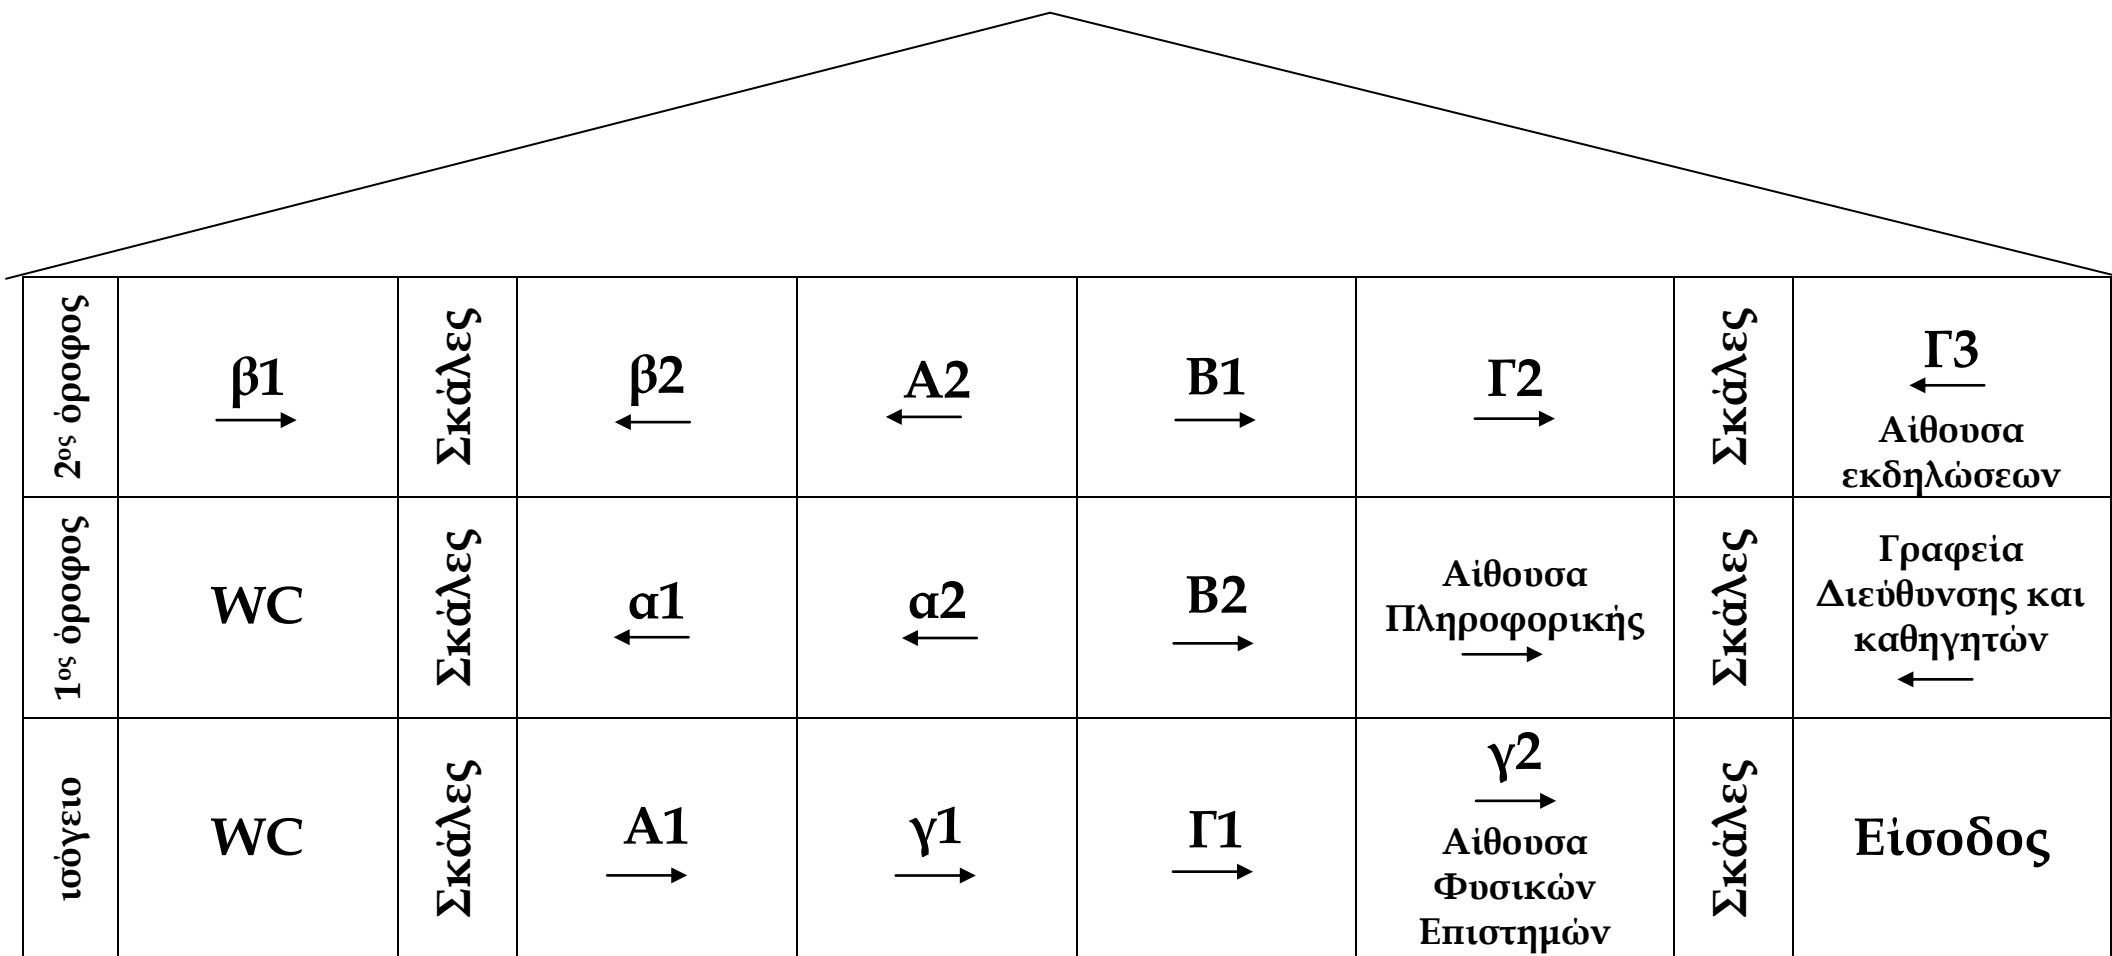 2ος όροφος
β1
Σκάλες
β2
Α2
Β1
Γ2
Σκάλες
Γ3
Αίθουσα
εκδηλώσεων
1ος όροφος
WC
Σκάλες
α1
α2
Β2
Αίθουσα
Πληροφορικής
Σκάλες
Γραφεία
Διεύθυνσης και
καθηγητών
ισόγειο
WC
Σκάλες
Α1
γ1
Γ1
γ2
Αίθουσα
Φυσικών
Επιστημών
Σκάλες
Είσοδος